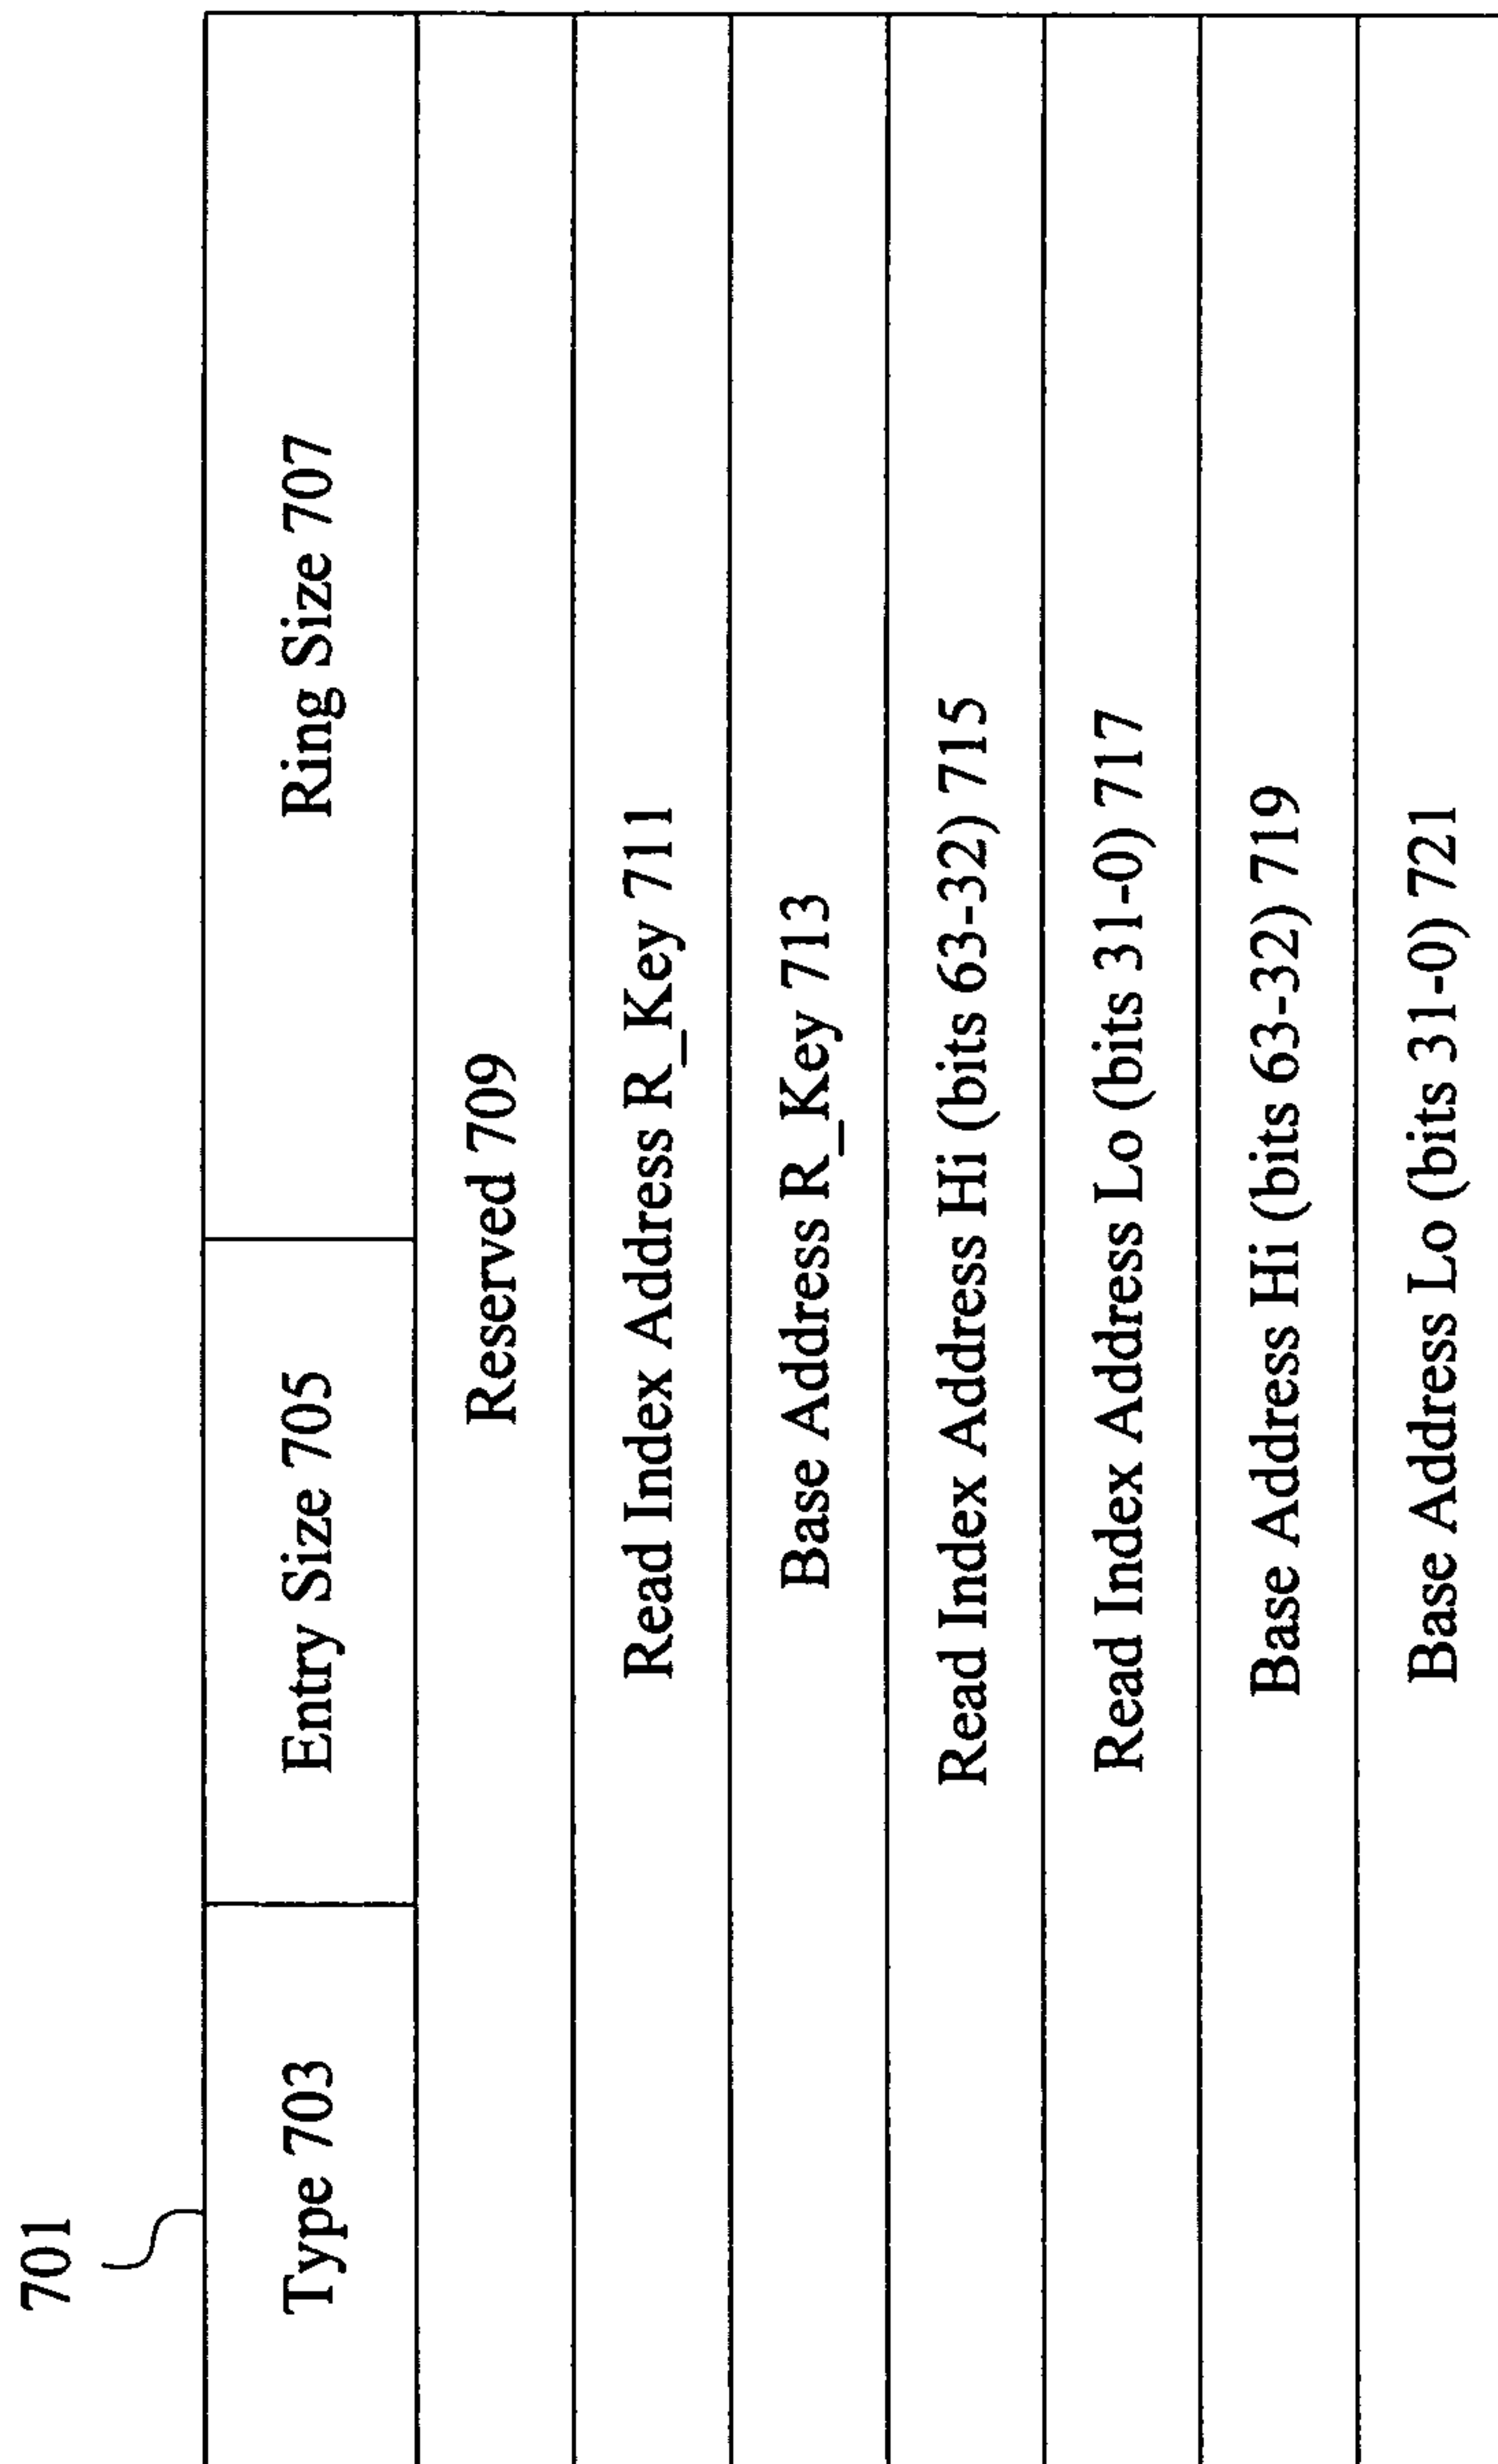 701
Type 703
Entry Size 705
Ring Size 707
Reserved 709
Read Index Address R_Key 711
Base Address R_Key 713
Read Index Address Hi (bits 63-32) 715
Read Index Address Lo (bits 31-0) 717
Base Address Hi (bits 63-32) 719
Base Address Lo (bits 31-0) 721